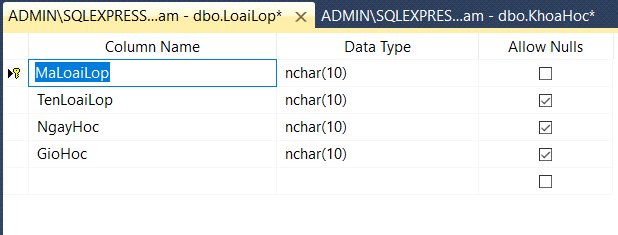 ADMIN\SQLEXPRESS...am - dbo.LoaiLop* ADMIN\SQLEXPRES...am - dbo.KhoaHoc*
Column Name Data Type Allow Nulls
MaLoaiLop nchar(10)
TenLoaiLop nchar(10)
NgayHoc nchar(10)
GioHoc nchar(10)